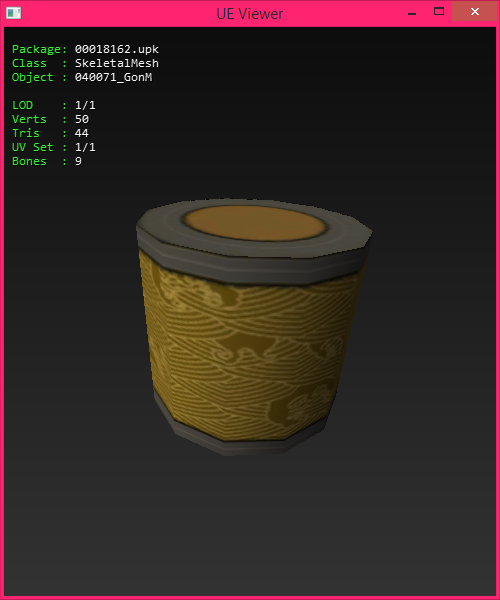 UE Viewer
Package: 00018162.upk
Class  : SkeletalMesh
Object : 040071_GonM
LOD    : 1/1
Verts  : 50
Tris   : 44
UV Set : 1/1
Bones  : 9